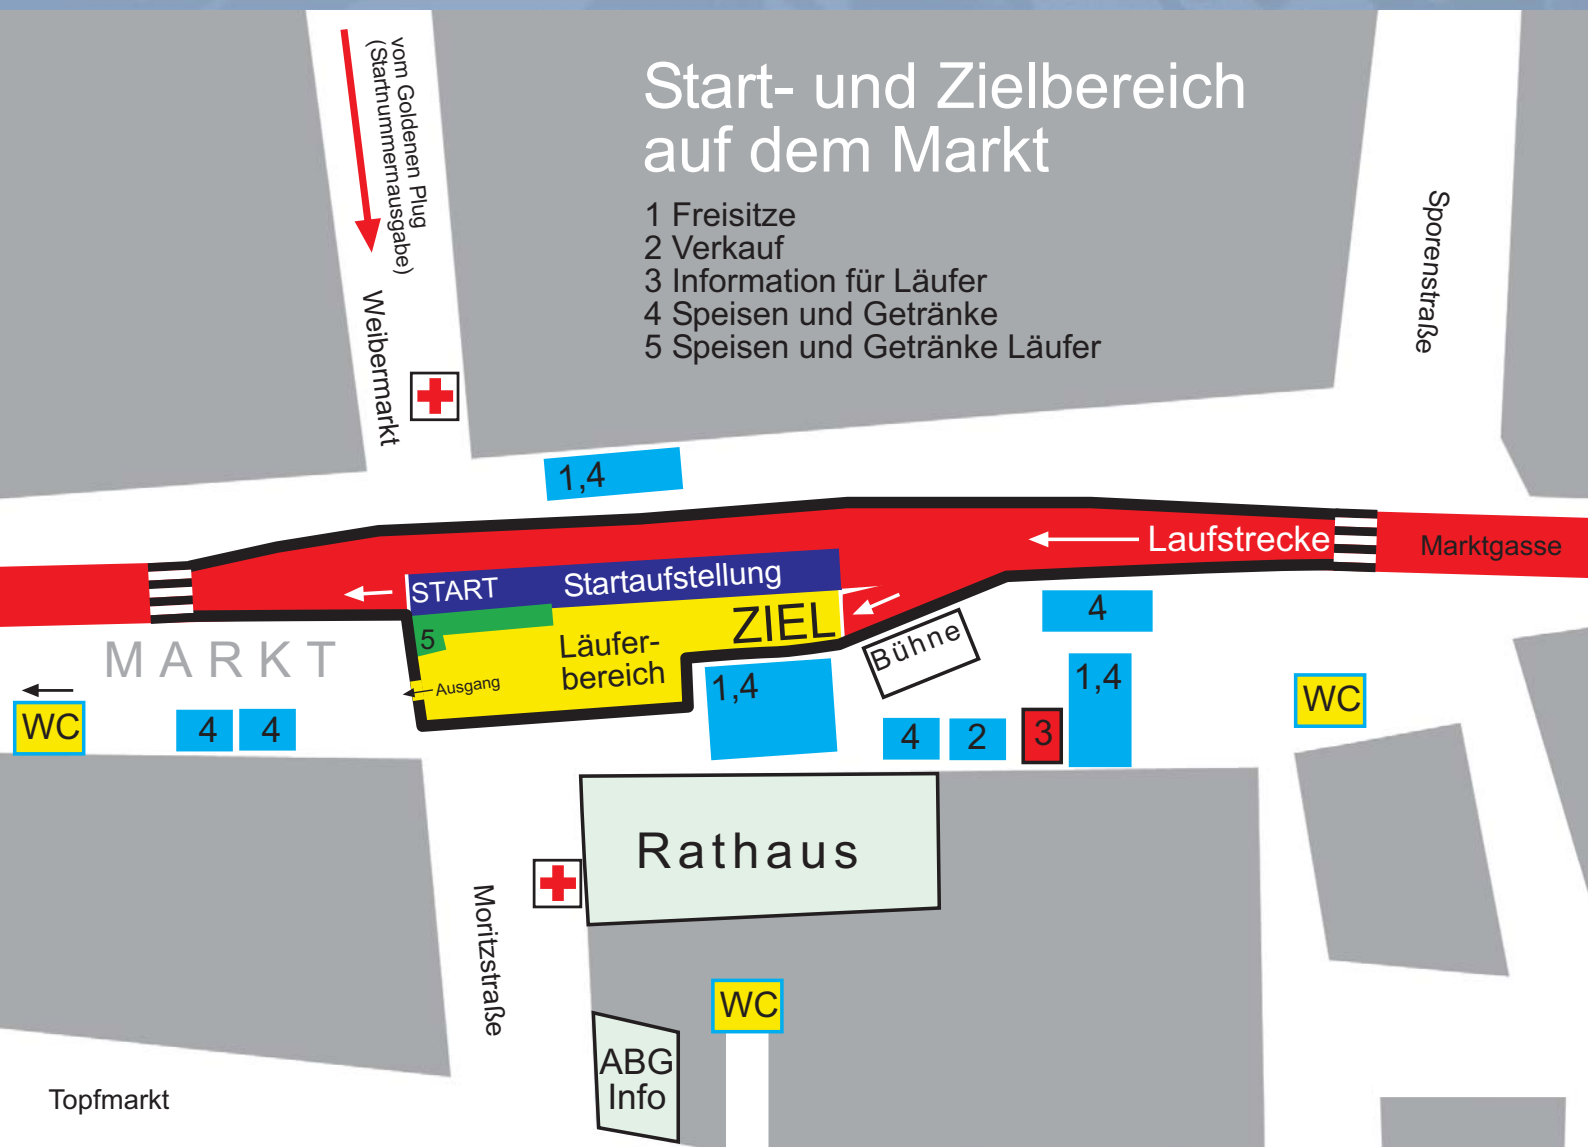 Start- und Zielbereich
auf dem Markt
1 Freisitze
2 Verkauf
3 Information für Läufer
4 Speisen und Getränke
5 Speisen und Getränke Läufer
vom Goldenen Plug
(Startnummernausgabe)
Weibermarkt
Sporenstraße
1,4
Laufstrecke
Marktgasse
START
Startaufstellung
ZIEL
5
Läufer-
bereich
Ausgang
Bühne
4
MARKT
1,4
1,4
WC
4
4
4
2
3
WC
Rathaus
Moritzstraße
WC
ABG
Info
Topfmarkt